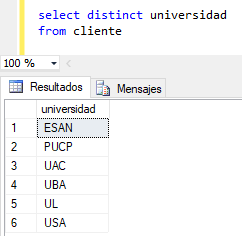 select distinct universidad
from cliente
100 %
Resultados Mensajes
universidad
1 ESAN
2 PUCP
3 UAC
4 UBA
5 UL
6 USA